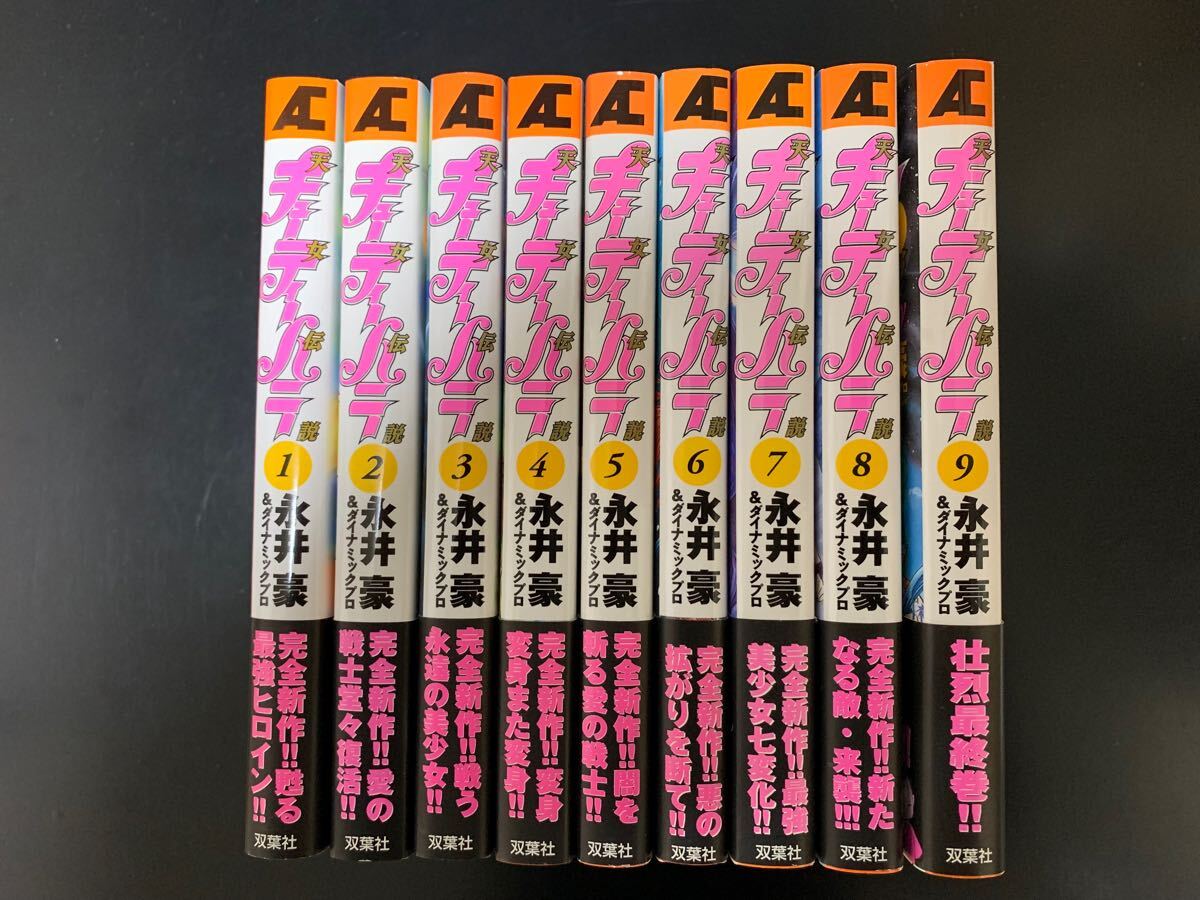 AC
キューティーハニー
天女伝説
1
永井豪
&ダイナミックプロ
完全新作!!甦る
最強ヒロイン!!
双葉社
AC
キューティーハニー
天女伝説
2
永井豪
&ダイナミックプロ
完全新作!!愛の
戦士堂々復活!!
双葉社
AC
キューティーハニー
天女伝説
3
永井豪
&ダイナミックプロ
完全新作!!戦う
永遠の美少女!!
双葉社
AC
キューティーハニー
天女伝説
4
永井豪
&ダイナミックプロ
完全新作!!変身
変身また変身!!
双葉社
AC
キューティーハニー
天女伝説
5
永井豪
&ダイナミックプロ
完全新作!!闇を
斬る愛の戦士!!
双葉社
AC
キューティーハニー
天女伝説
6
永井豪
&ダイナミックプロ
完全新作!!悪の
拡がりを断て!!
双葉社
AC
キューティーハニー
天女伝説
7
永井豪
&ダイナミックプロ
完全新作!!最強
美少女七変化!!
双葉社
AC
キューティーハニー
天女伝説
8
永井豪
&ダイナミックプロ
完全新作!!新た
なる敵・来襲!!!
双葉社
AC
キューティーハニー
天女伝説
9
永井豪
&ダイナミックプロ
壮烈最終巻!!
双葉社